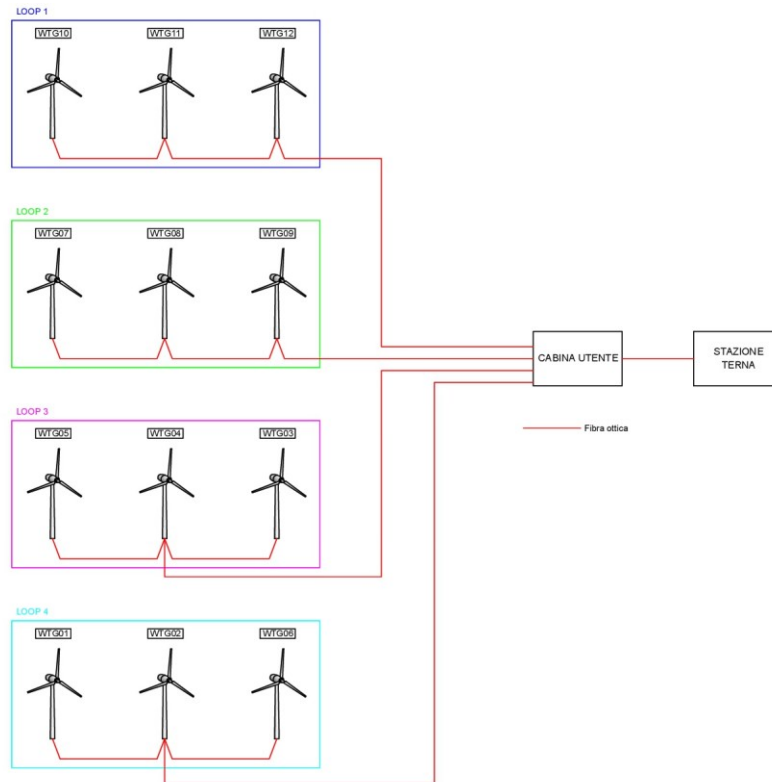 LOOP 1
WTG10
WTG11
WTG12
LOOP 2
WTG07
WTG08
WTG09
CABINA UTENTE
STAZIONE
TERNA
LOOP 3
WTG05
WTG04
WTG03
Fibra ottica
LOOP 4
WTG01
WTG02
WTG06